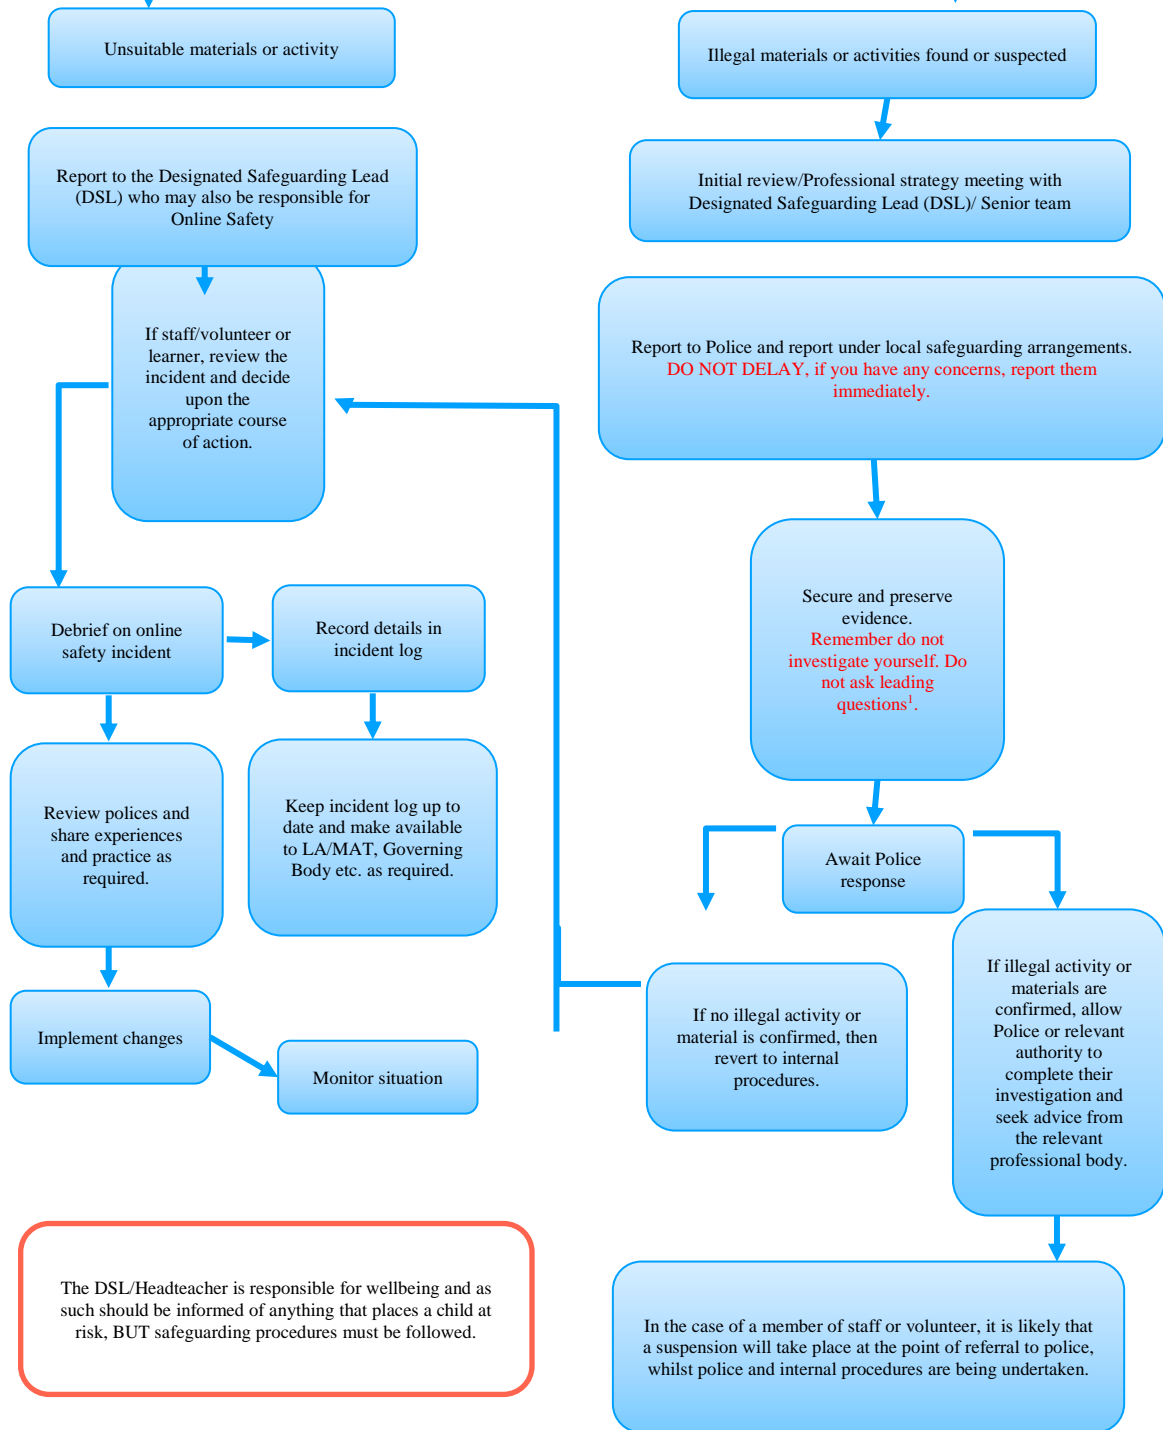 Unsuitable materials or activity
Illegal materials or activities found or suspected
Report to the Designated Safeguarding Lead
(DSL) who may also be responsible for
Online Safety
Initial review/Professional strategy meeting with
Designated Safeguarding Lead (DSL)/ Senior team
If staff/volunteer or
learner, review the
incident and decide
upon the
appropriate course
of action.
Report to Police and report under local safeguarding arrangements.
DO NOT DELAY, if you have any concerns, report them
immediately.
Secure and preserve
evidence.
Remember do not
investigate yourself. Do
not ask leading
questions¹.
Debrief on online
safety incident
Record details in
incident log
Review polices and
share experiences
and practice as
required.
Keep incident log up to
date and make available
to LA/MAT, Governing
Body etc. as required.
Await Police
response
Implement changes
Monitor situation
If no illegal activity or
material is confirmed, then
revert to internal
procedures.
If illegal activity or
materials are
confirmed, allow
Police or relevant
authority to
complete their
investigation and
seek advice from
the relevant
professional body.
The DSL/Headteacher is responsible for wellbeing and as
such should be informed of anything that places a child at
risk, BUT safeguarding procedures must be followed.
In the case of a member of staff or volunteer, it is likely that
a suspension will take place at the point of referral to police,
whilst police and internal procedures are being undertaken.